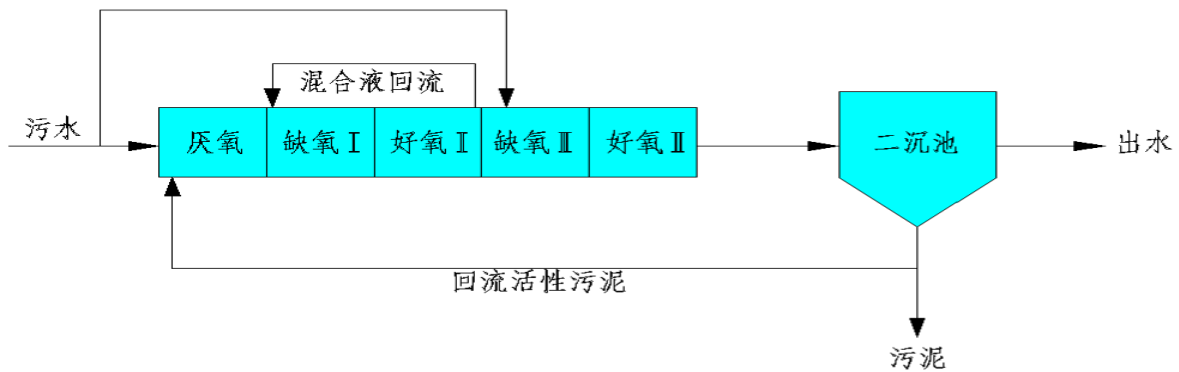 混合液回流
污水
厌氧
缺氧Ⅰ
好氧Ⅰ
缺氧Ⅱ
好氧Ⅱ
二沉池
出水
回流活性污泥
污泥